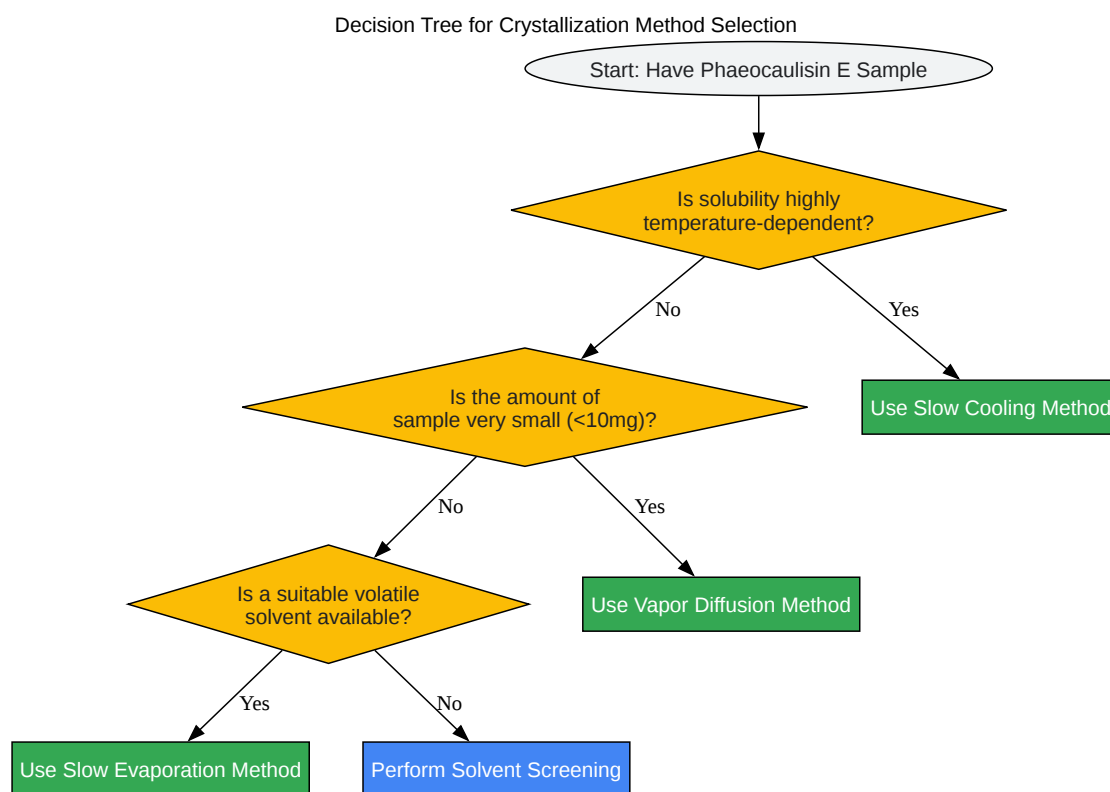 Decision Tree for Crystallization Method Selection
Start: Have Phaeocaulisin E Sample
Is solubility highly
temperature-dependent?
No
Yes
Is the amount of
sample very small (<10mg)?
Use Slow Cooling Method
No
Yes
Is a suitable volatile
solvent available?
Use Vapor Diffusion Method
Yes
No
Use Slow Evaporation Method
Perform Solvent Screening